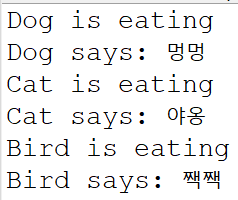 Dog is eating
Dog says: 멍멍
Cat is eating
Cat says: 야옹
Bird is eating
Bird says: 짹짹